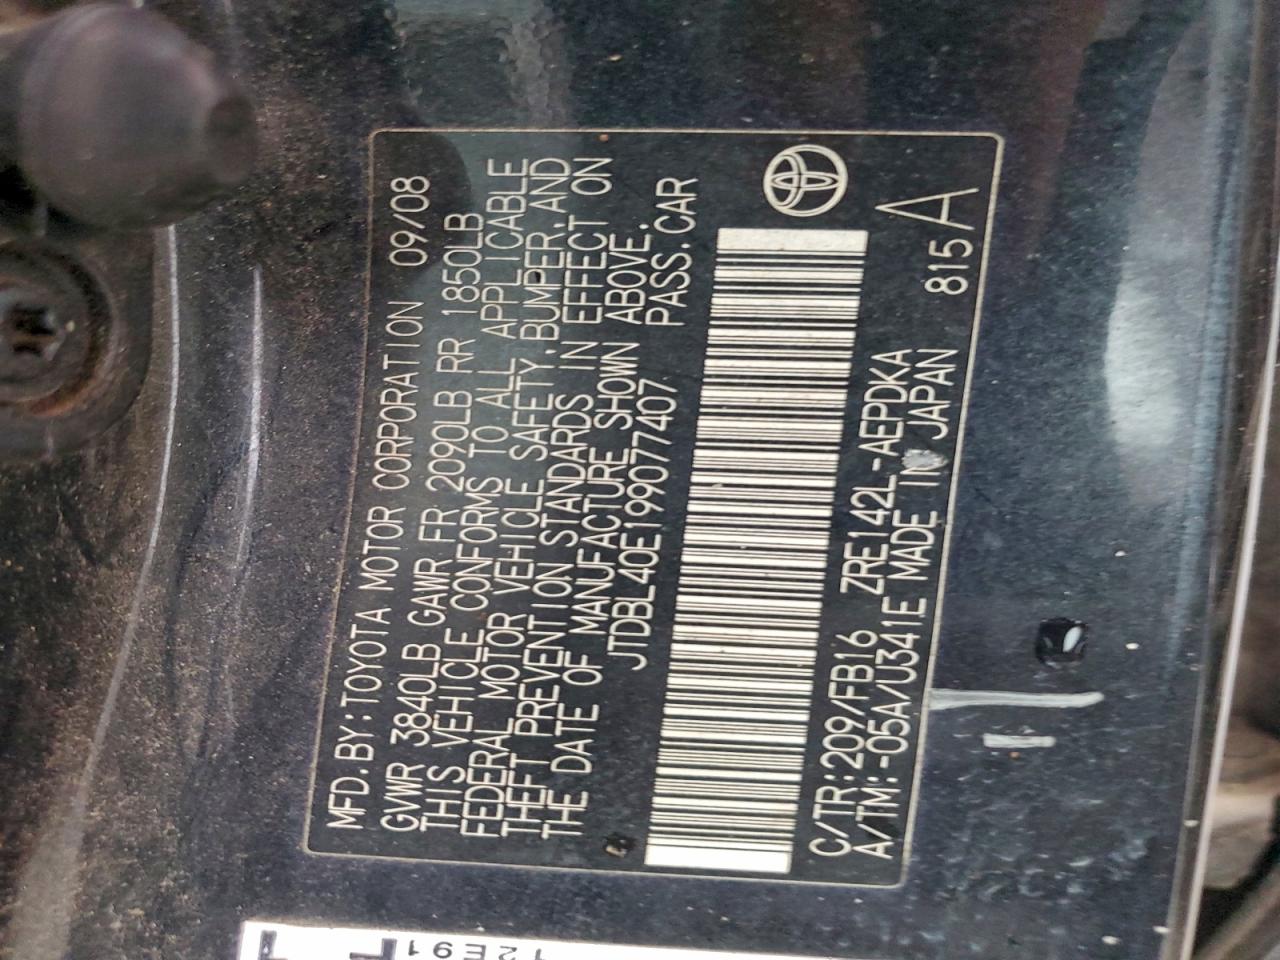 MFD.BY:TOYOTA MOTOR CORPORATION 09/08
GVWR 3840LB GAWR FR 2090LB RR 1850LB
THIS VEHICLE CONFORMS TO ALL APPLICABLE
FEDERAL MOTOR VEHICLE SAFETY, BUMPER, AND
THEFT PREVENTION STANDARDS IN EFFECT ON
THE DATE OF MANUFACTURE SHOWN ABOVE.
JTDBL40E199077407 PASS.CAR
C/TR:209/FB16 ZRE142L-AEPDKA
A/TM:-05A/U341E MADE IN JAPAN 815 A
12E91